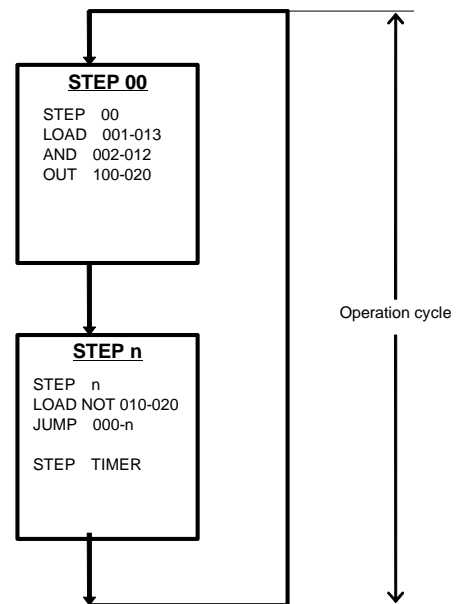 STEP 00
STEP 00
LOAD 001-013
AND 002-012
OUT 100-020
Operation cycle
STEP n
STEP n
LOAD NOT 010-020
JUMP 000-n
STEP TIMER